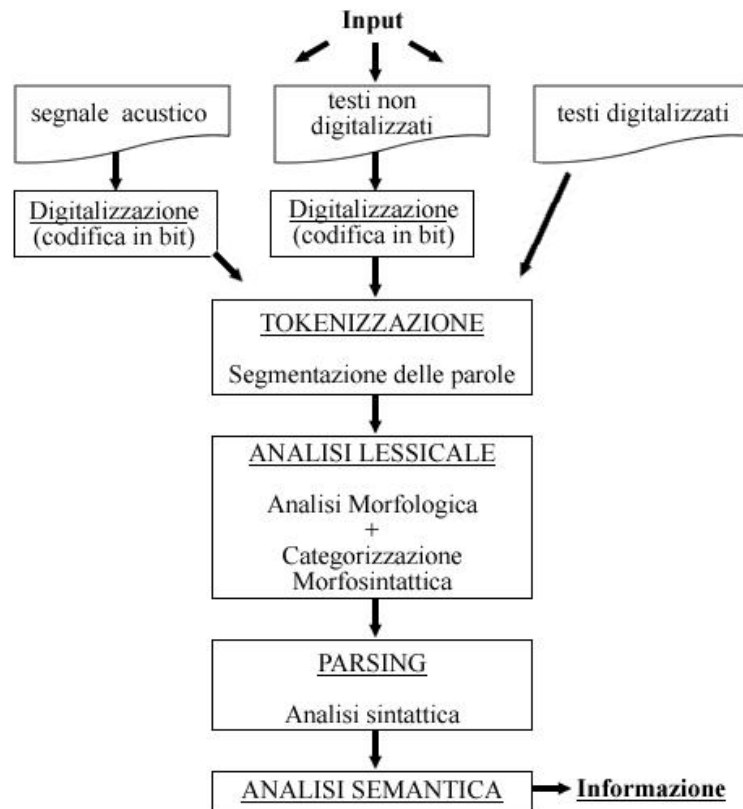 Input
segnale acustico
testi non
digitalizzati
testi digitalizzati
Digitalizzazione
(codifica in bit)
Digitalizzazione
(codifica in bit)
TOKENIZZAZIONE
Segmentazione delle parole
ANALISI LESSICALE
Analisi Morfologica
+
Categorizzazione
Morfosintattica
PARSING
Analisi sintattica
ANALISI SEMANTICA
Informazione